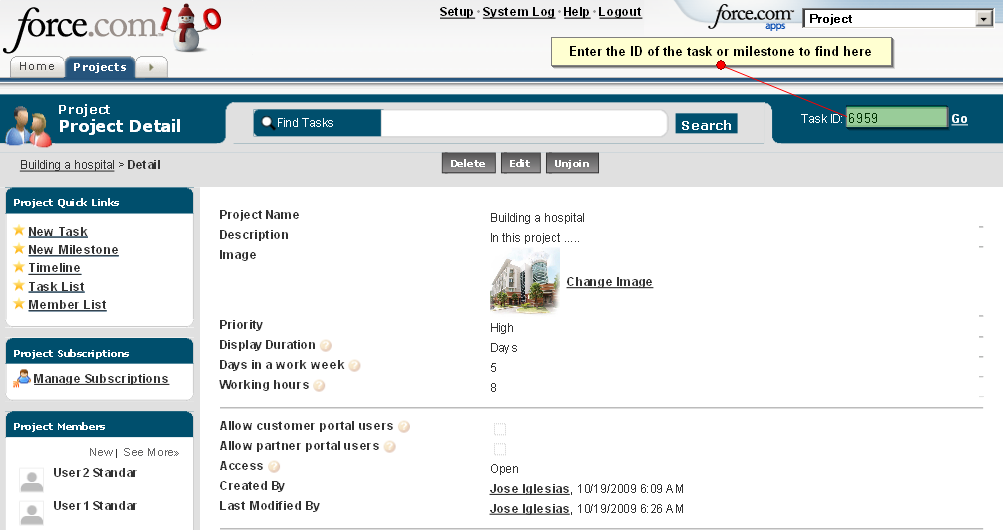 force.com 10
Setup · System Log · Help · Logout
force.com apps
Project
Enter the ID of the task or milestone to find here
Home
Projects
Project
Project Detail
Find Tasks
Search
Task ID: 6959
Go
Building a hospital > Detail
Delete
Edit
Unjoin
Project Quick Links
New Task
New Milestone
Timeline
Task List
Member List
Project Subscriptions
Manage Subscriptions
Project Members
New | See More»
User2 Standar
User1 Standar
Project Name Building a hospital
Description In this project .....
Image Change Image
Priority High
Display Duration ? Days
Days in a work week ? 5
Working hours ? 8
Allow customer portal users ?
Allow partner portal users ?
Access ? Open
Created By Jose Iglesias, 10/19/2009 6:09 AM
Last Modified By Jose Iglesias, 10/19/2009 6:26 AM